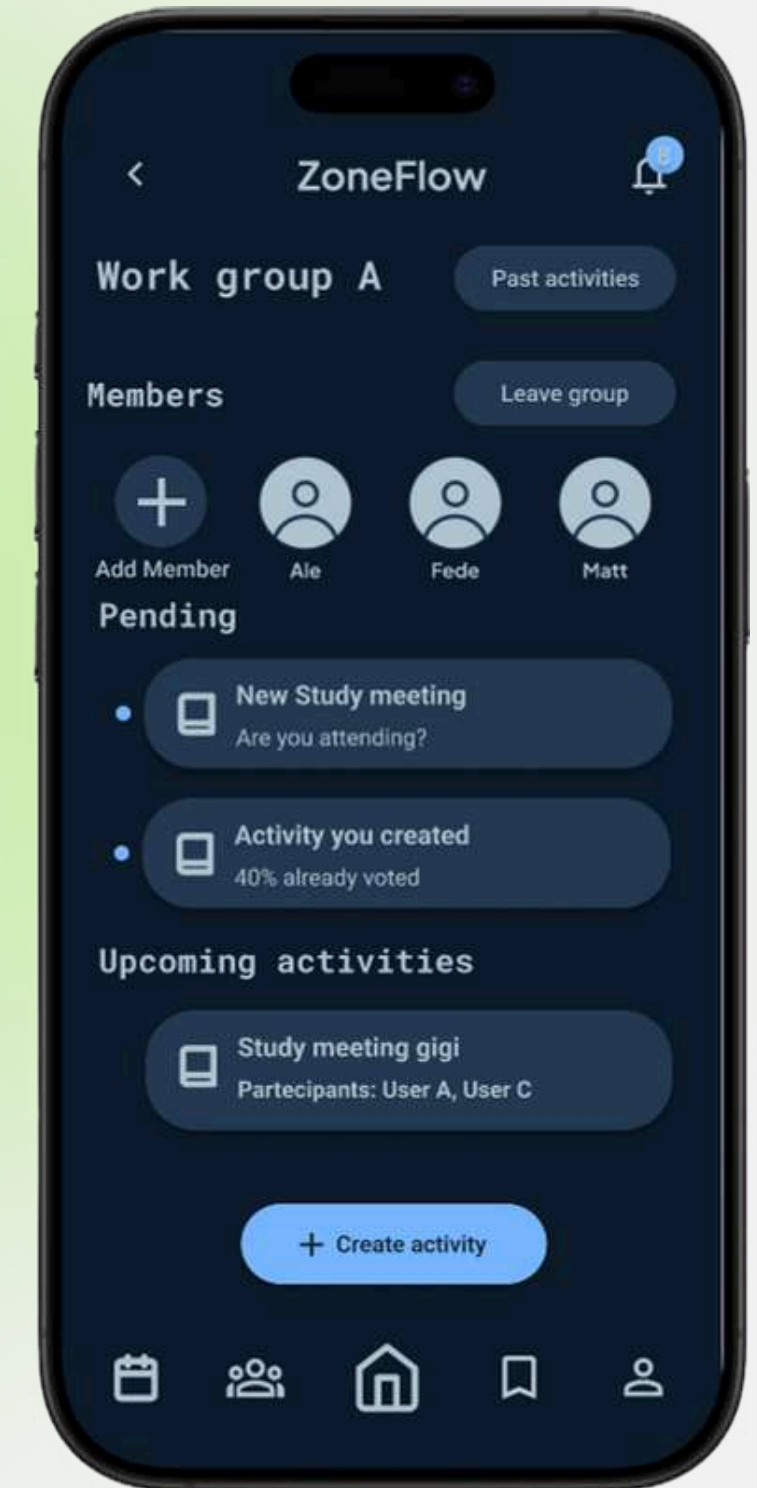 ZoneFlow
Work group A
Past activities
Members
Leave group
Add Member
Ale
Fede
Matt
Pending
New Study meeting
Are you attending?
Activity you created
40% already voted
Upcoming activities
Study meeting gigi
Partecipants: User A, User C
+ Create activity